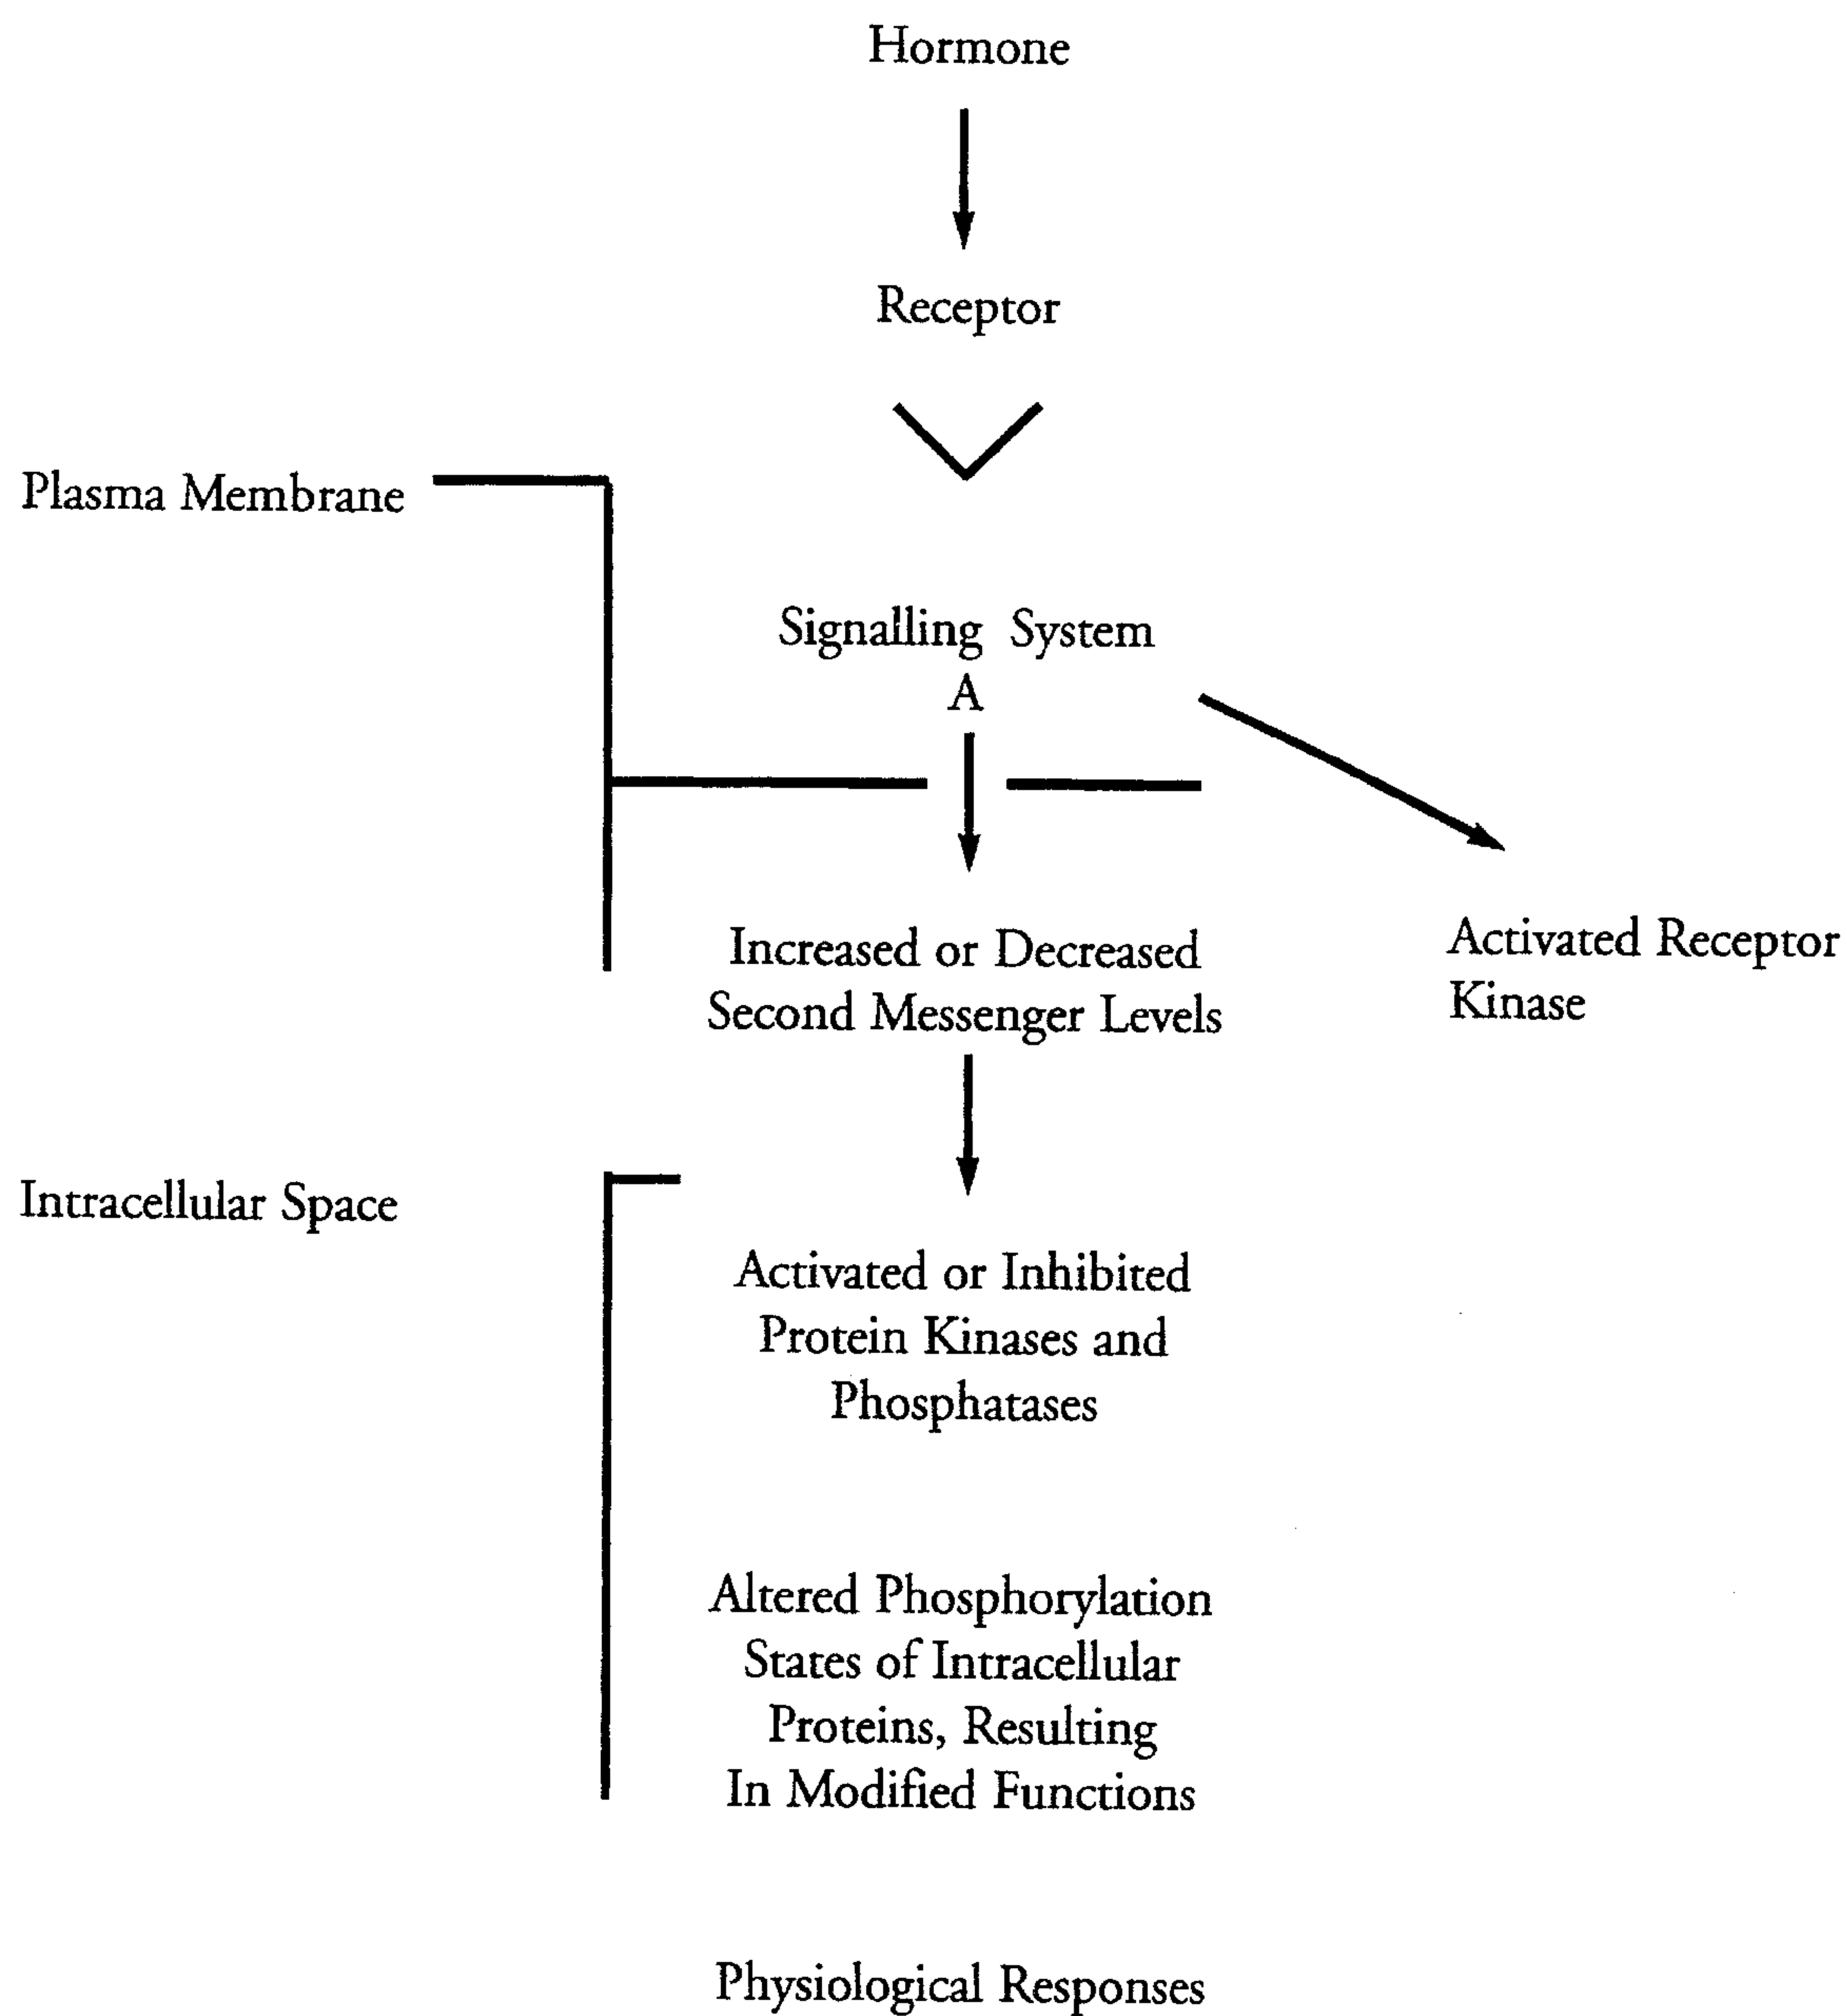 Hormone
Receptor
Plasma Membrane
Signalling System
A
Increased or Decreased
Second Messenger Levels
Activated Receptor
Kinase
Intracellular Space
Activated or Inhibited
Protein Kinases and
Phosphatases
Altered Phosphorylation
States of Intracellular
Proteins, Resulting
In Modified Functions
Physiological Responses